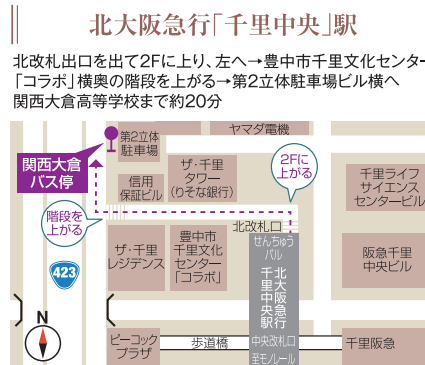 北大阪急行「千里中央」駅
北改札出口を出て2Fに上り、左へ→豊中市千里文化センター
「コラボ」横奥の階段を上がる→第2立体駐車場ビル横へ
関西大倉高等学校まで約20分
ヤマダ電機
第2立体
駐車場
関西大倉
バス停
ザ・千里
タワー
(りそな銀行)
2Fに
上がる
千里ライフ
サイエンス
センタービル
信用
保証ビル
階段を
上がる
北改札口
せんちゅう
パル
ザ・千里
レジデンス
豊中市
千里文化
センター
「コラボ」
阪急千里
中央ビル
423
北大阪急行
千里中央駅
N
ピーコック
プラザ
歩道橋
中央改札口
至モノレール
千里阪急